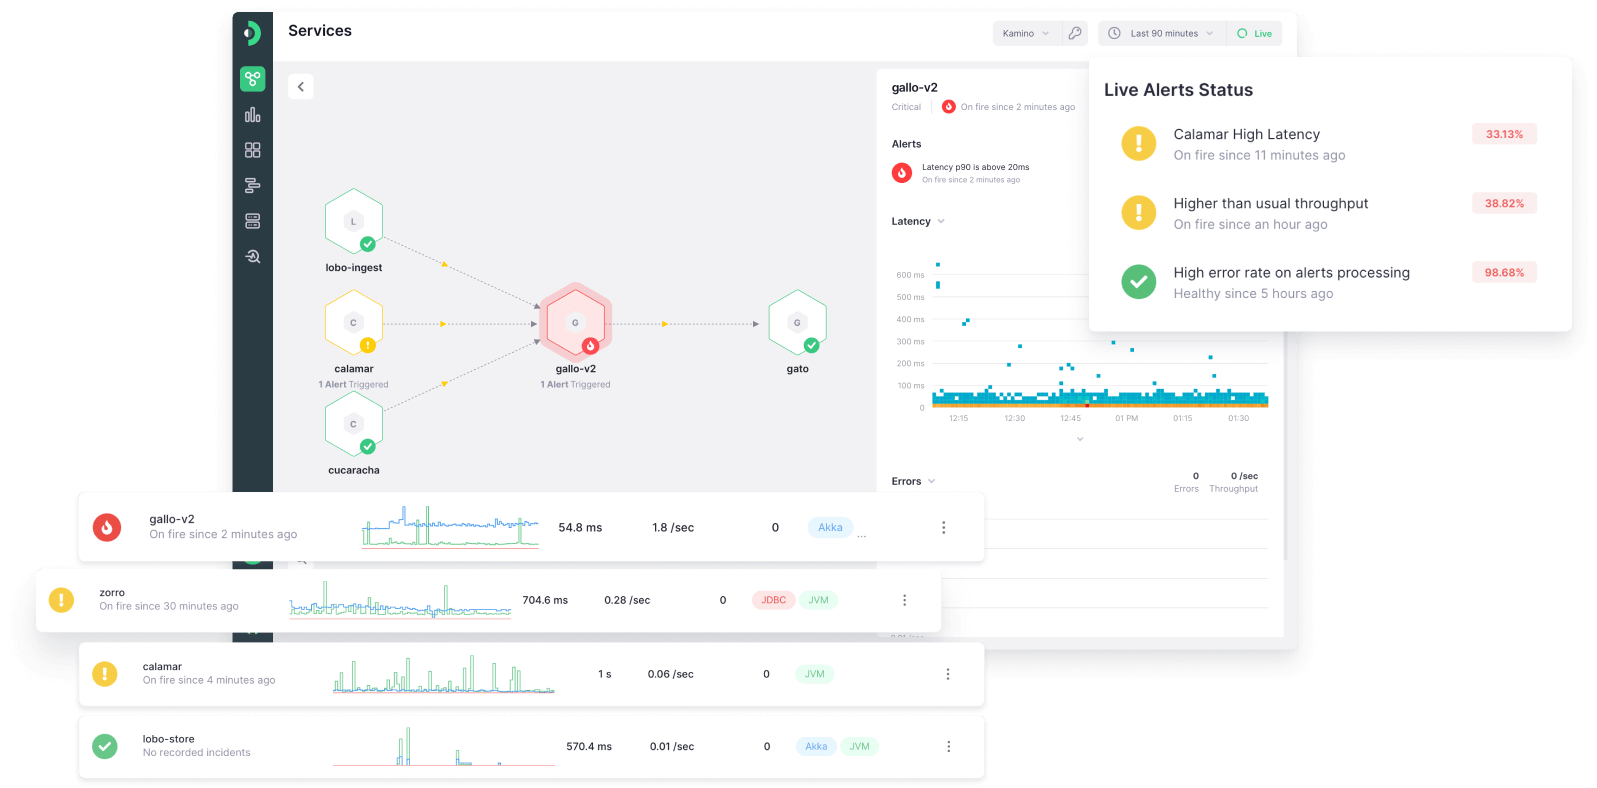 Services
Kamino
Last 90 minutes
Live
L
lobo-ingest
C
calamar
1 Alert Triggered
C
cucaracha
G
gallo-v2
1 Alert Triggered
G
gato
gallo-v2
Critical
On fire since 2 minutes ago
Alerts
Latency p90 is above 20ms
On fire since 2 minutes ago
Latency
600 ms
500 ms
400 ms
300 ms
200 ms
100 ms
0
12:15 12:30 12:45 01 PM 01:15 01:30
Errors
0 0 /sec
Errors Throughput
Live Alerts Status
Calamar High Latency
On fire since 11 minutes ago
33.13%
Higher than usual throughput
On fire since an hour ago
38.82%
High error rate on alerts processing
Healthy since 5 hours ago
98.68%
gallo-v2
On fire since 2 minutes ago
54.8 ms 1.8 /sec 0 Akka ...
zorro
On fire since 30 minutes ago
704.6 ms 0.28 /sec 0 JDBC JVM
calamar
On fire since 4 minutes ago
1 s 0.06 /sec 0 JVM
lobo-store
No recorded incidents
570.4 ms 0.01 /sec 0 Akka JVM